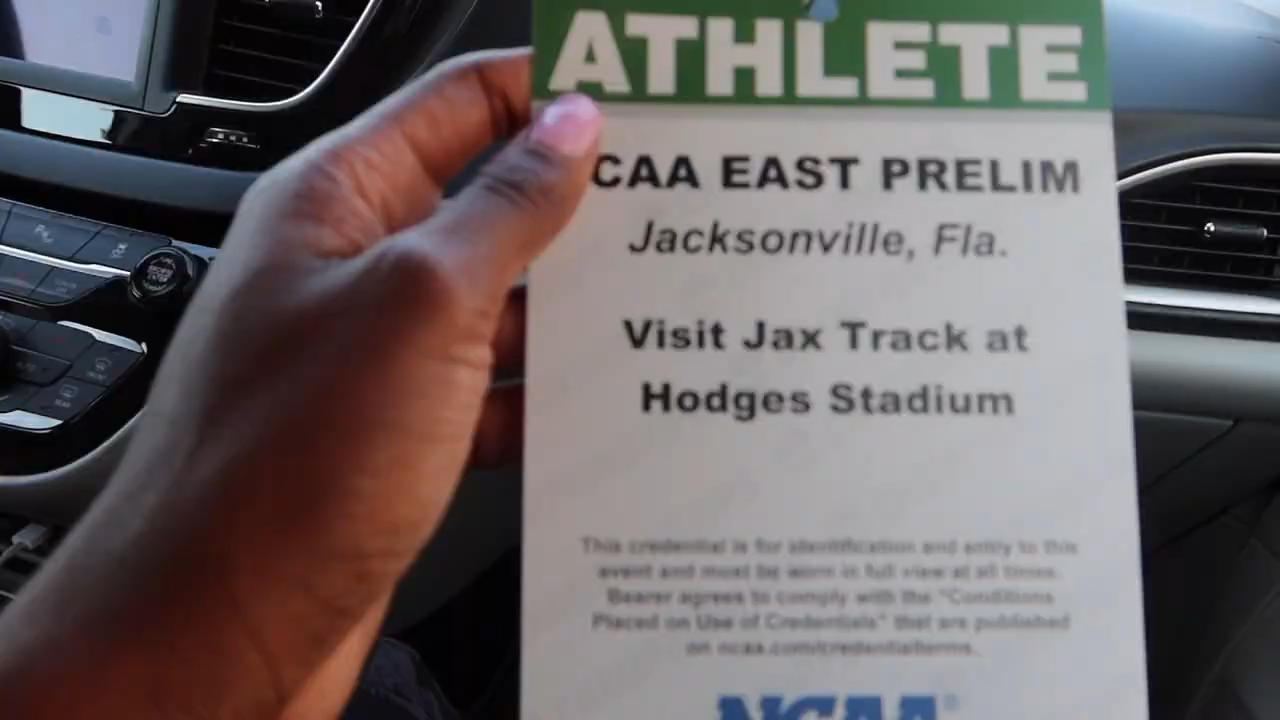 ATHLETE
CAA EAST PRELIM
Jacksonville, Fla.
Visit Jax Track at
Hodges Stadium
This credential is for identification and entry to this
event and must be worn in full view at all times.
Bearer agrees to comply with the "Conditions
Placed on Use of Credentials" that are published
on ncaa.com/credentialterms.
NCAA®